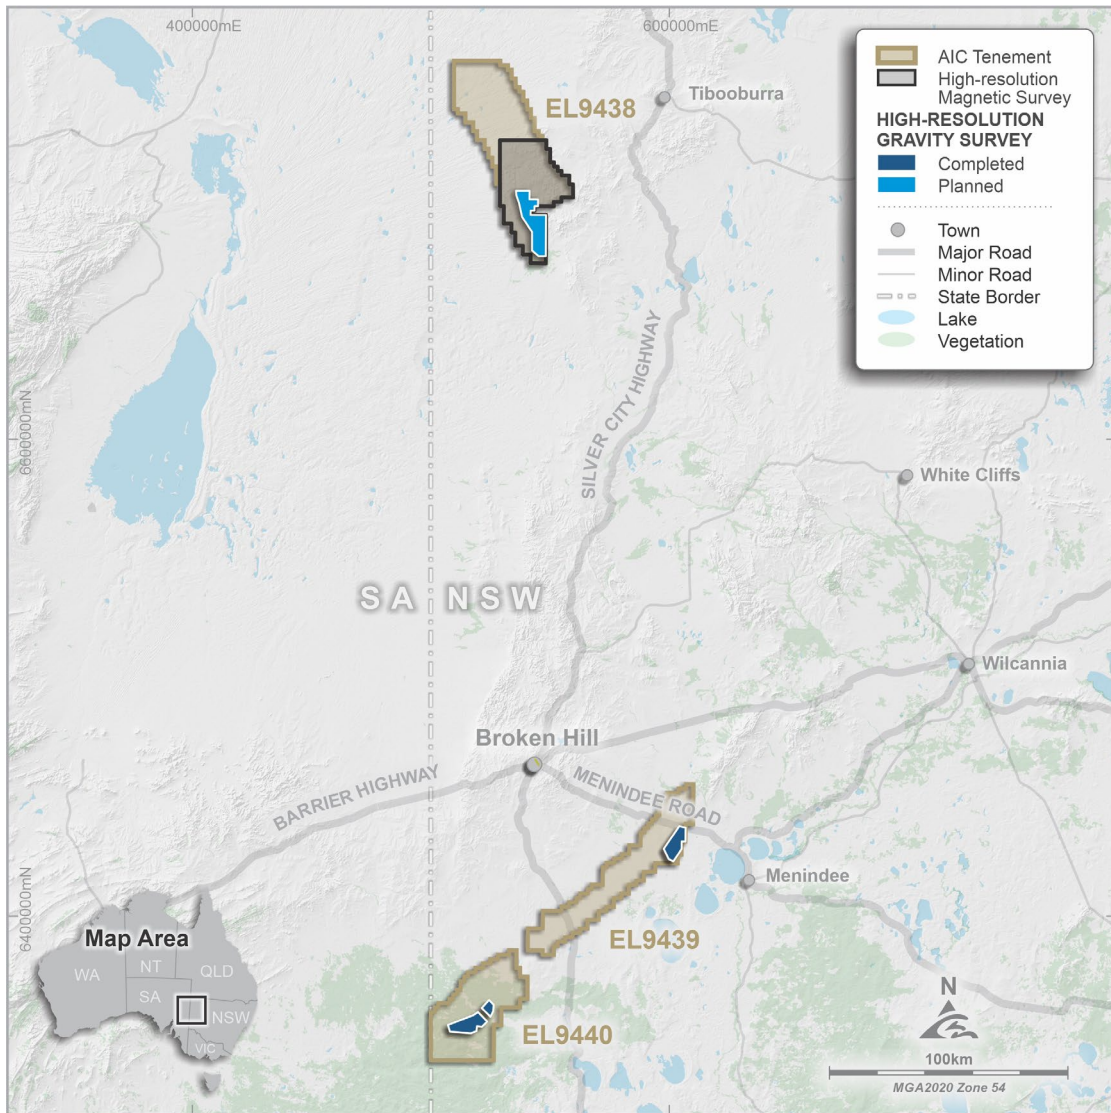 400000mE
600000mE
AIC Tenement
High-resolution
Magnetic Survey
HIGH-RESOLUTION
GRAVITY SURVEY
Completed
Planned
Town
Major Road
Minor Road
State Border
Lake
Vegetation
EL9438
Tibooburra
6600000mN
SILVER CITY HIGHWAY
White Cliffs
SA NSW
Wilcannia
Broken Hill
BARRIER HIGHWAY
MENINDEE ROAD
Menindee
6400000mN
EL9439
EL9440
Map Area
WA
NT
QLD
SA
NSW
VIC
N
100km
MGA2020 Zone 54